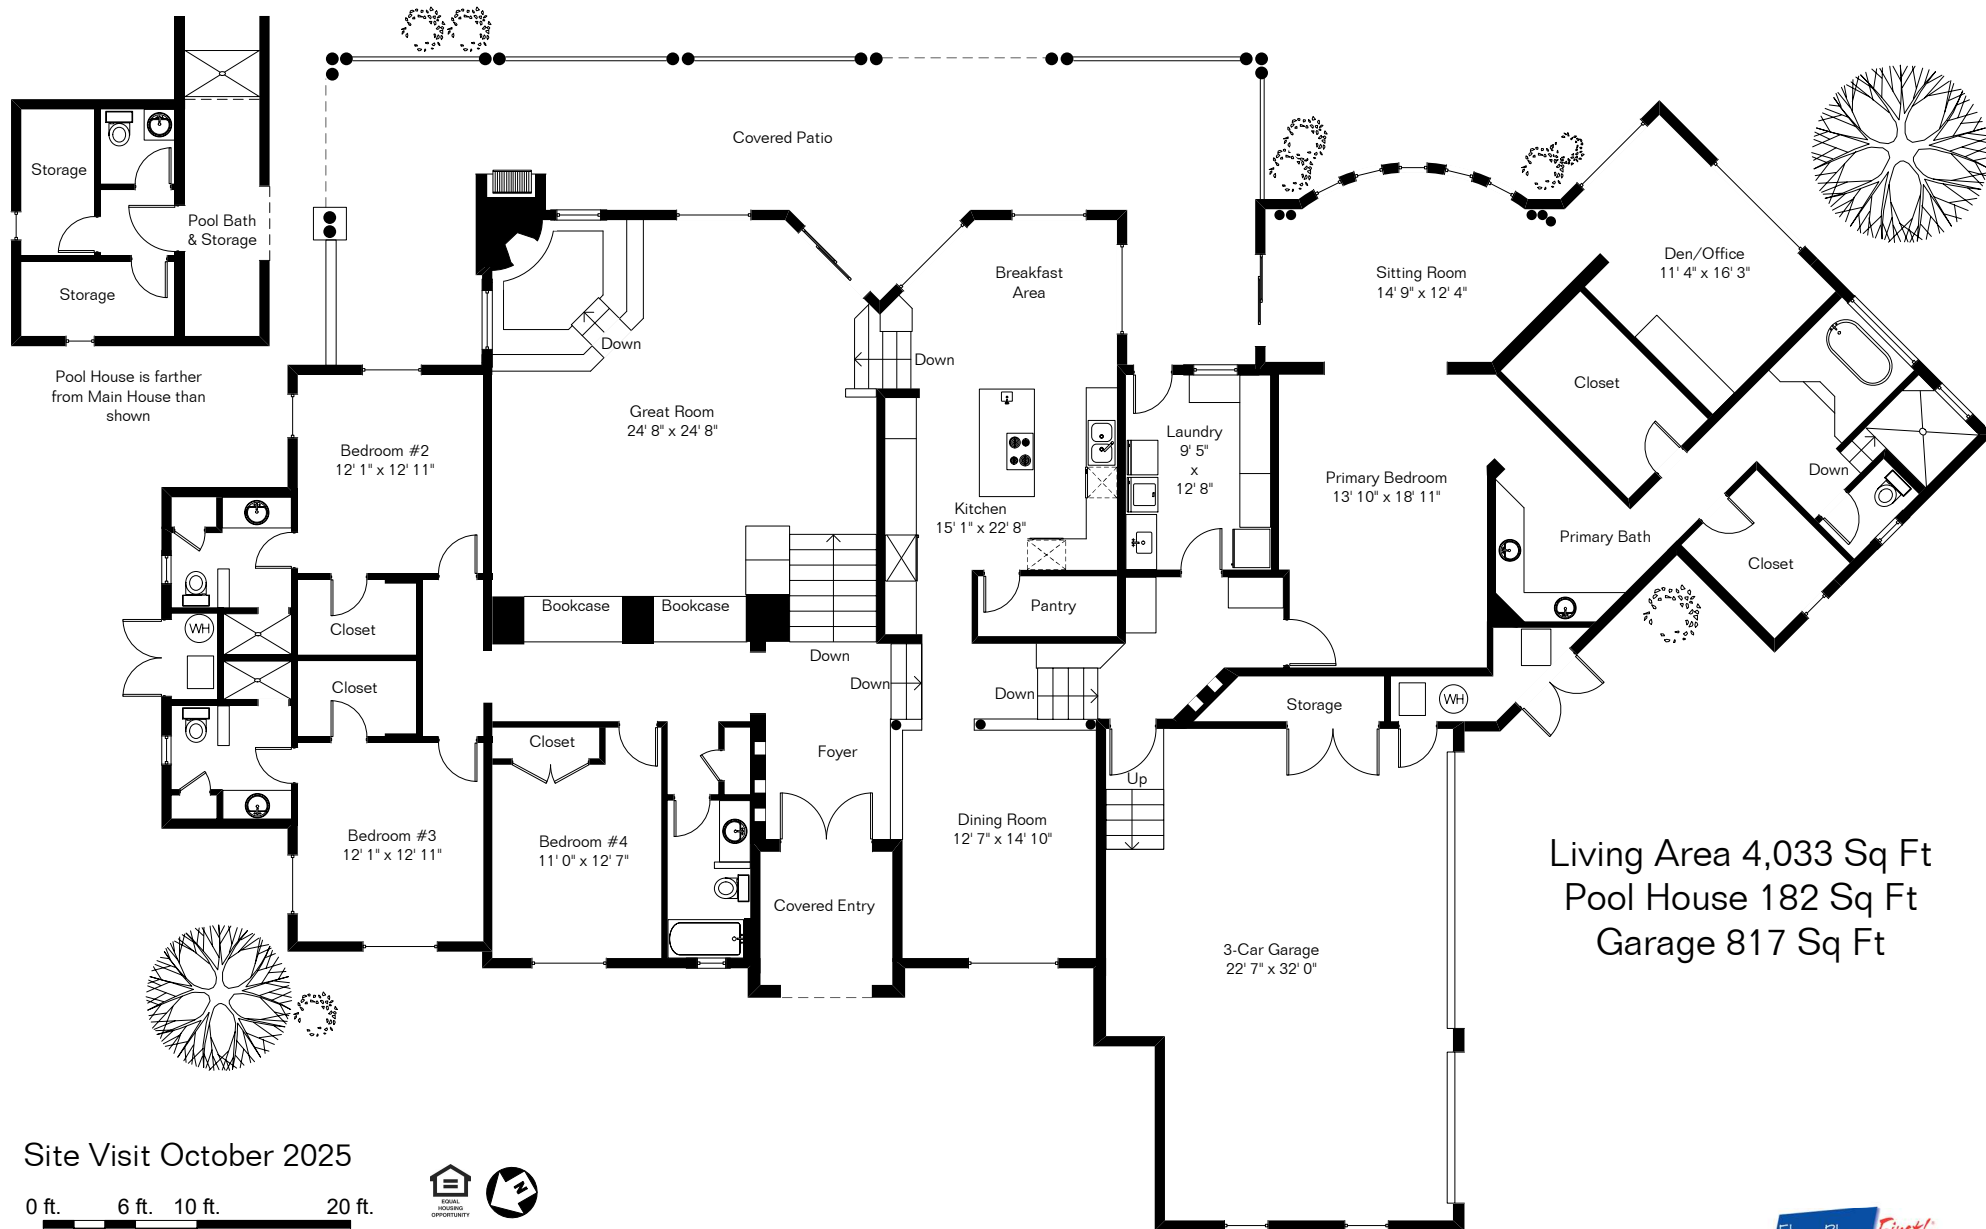 Storage
Pool Bath
& Storage
Storage
Pool House is farther
from Main House than
shown
Covered Patio
Down
Great Room
24' 8" x 24' 8"
Down
Breakfast
Area
Kitchen
15' 1" x 22' 8"
Laundry
9' 5"
x
12' 8"
Sitting Room
14' 9" x 12' 4"
Den/Office
11' 4" x 16' 3"
Closet
Primary Bedroom
13' 10" x 18' 11"
Down
Primary Bath
Closet
Bedroom #2
12' 1" x 12' 11"
Closet
WH
Closet
Bookcase
Bookcase
Pantry
Down
Down
Down
Storage
WH
Closet
Foyer
Up
Bedroom #3
12' 1" x 12' 11"
Bedroom #4
11' 0" x 12' 7"
Dining Room
12' 7" x 14' 10"
Covered Entry
3-Car Garage
22' 7" x 32' 0"
Living Area 4,033 Sq Ft
Pool House 182 Sq Ft
Garage 817 Sq Ft
Site Visit October 2025
0 ft. 6 ft. 10 ft. 20 ft.
EQUAL
HOUSING
OPPORTUNITY
N